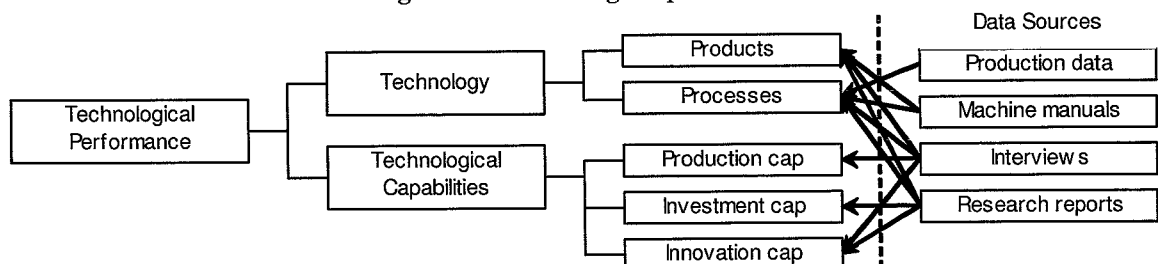 Data Sources
Technological
Performance
Technology
Technological
Capabilities
Products
Processes
Production cap
Investment cap
Innovation cap
Production data
Machine manuals
Interviews
Research reports